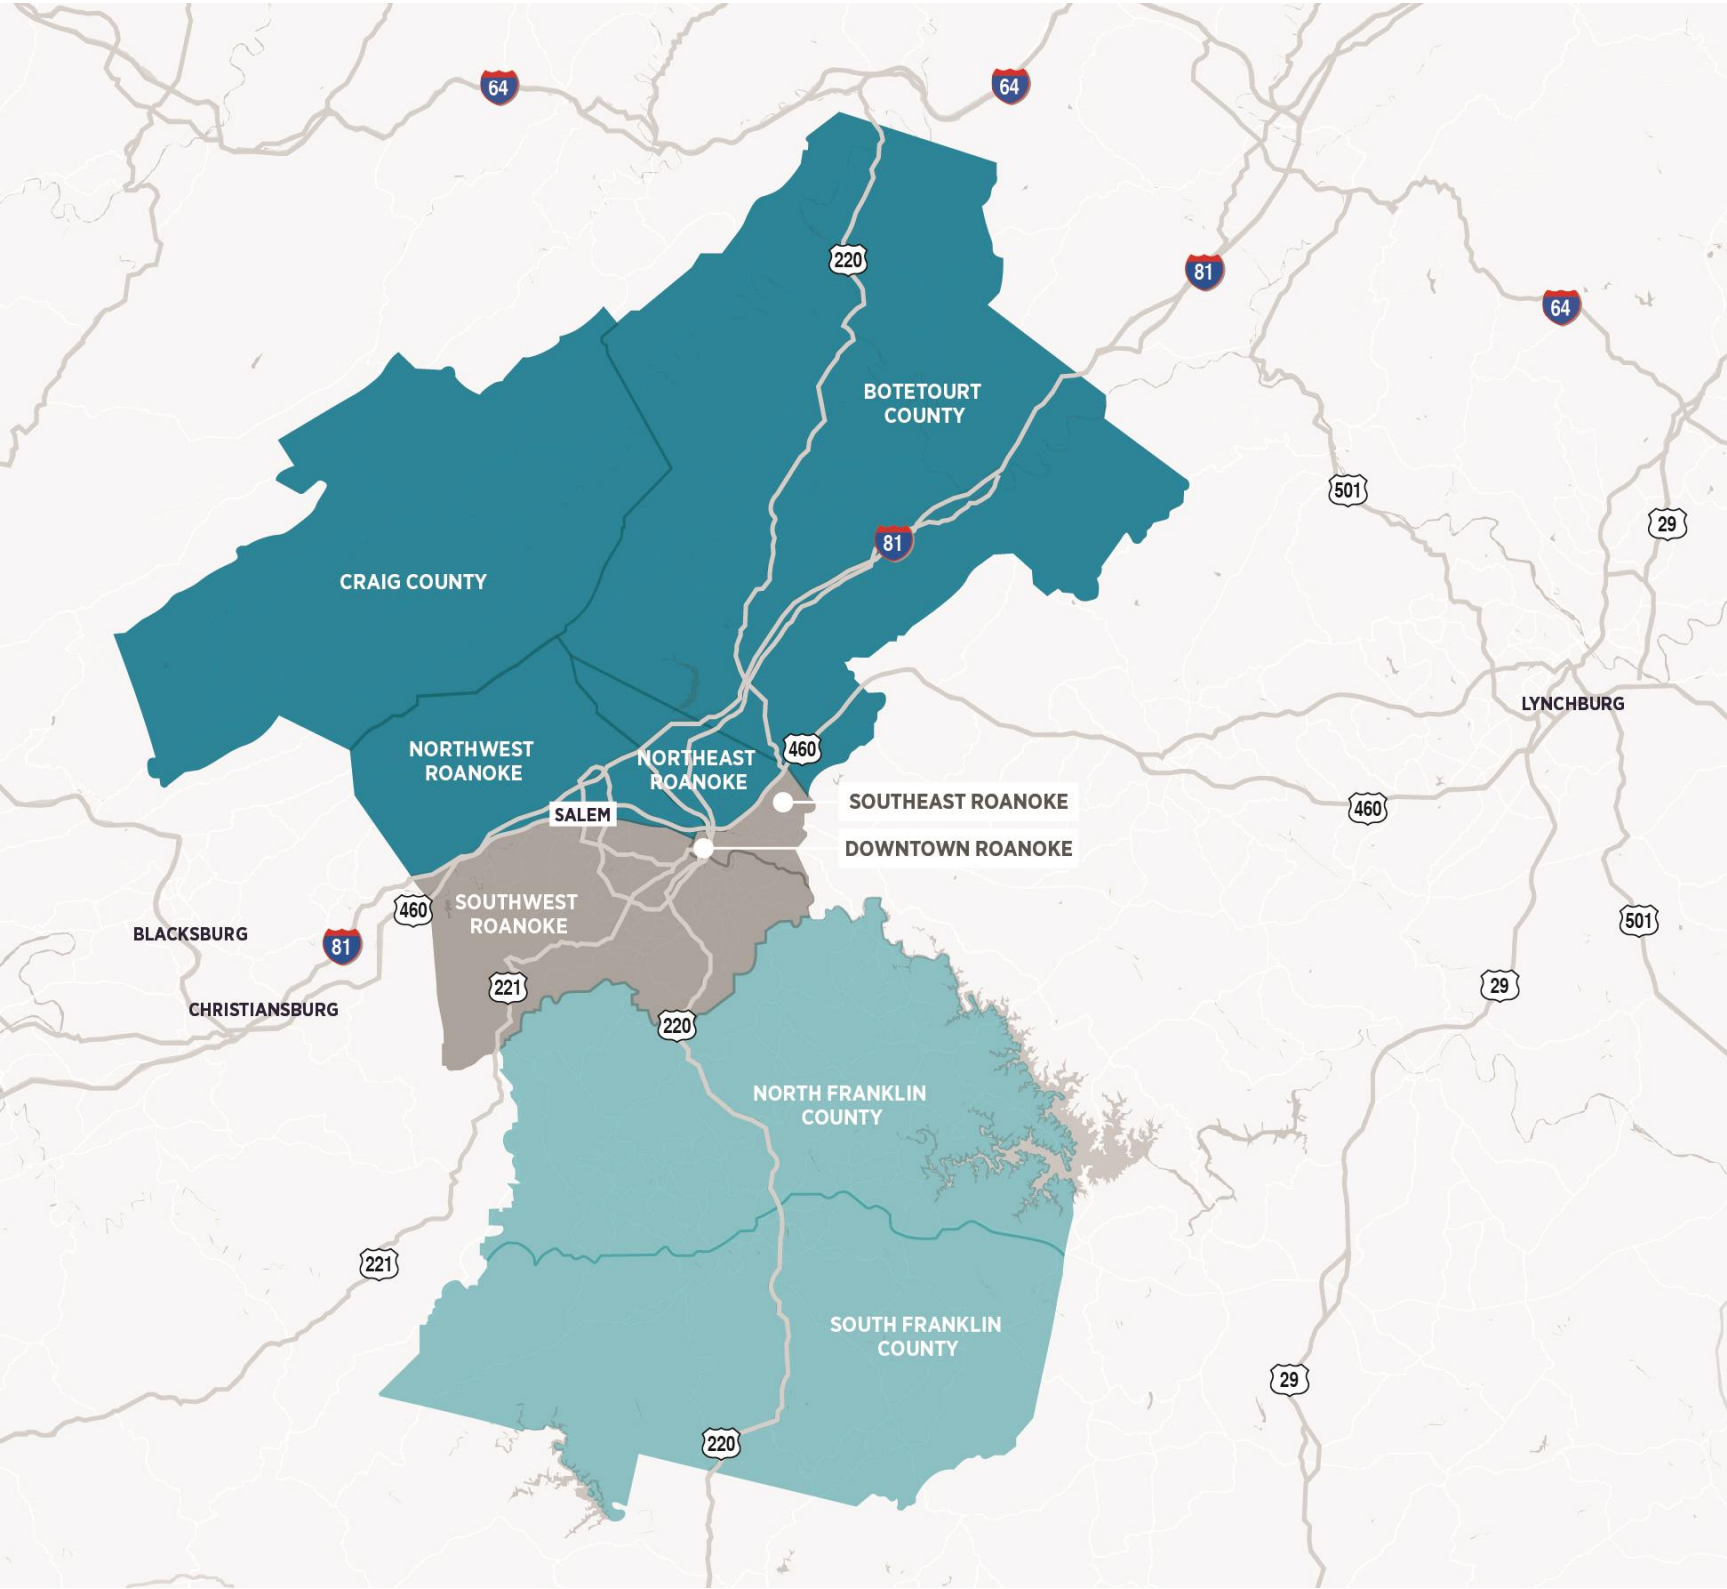 64
64
220
81
64
BOTETOURT
COUNTY
501
29
81
CRAIG COUNTY
LYNCHBURG
NORTHWEST
ROANOKE
NORTHEAST
ROANOKE
460
SOUTHEAST ROANOKE
460
SALEM
DOWNTOWN ROANOKE
460
SOUTHWEST
ROANOKE
501
BLACKSBURG
81
221
29
CHRISTIANSBURG
220
NORTH FRANKLIN
COUNTY
221
SOUTH FRANKLIN
COUNTY
29
220